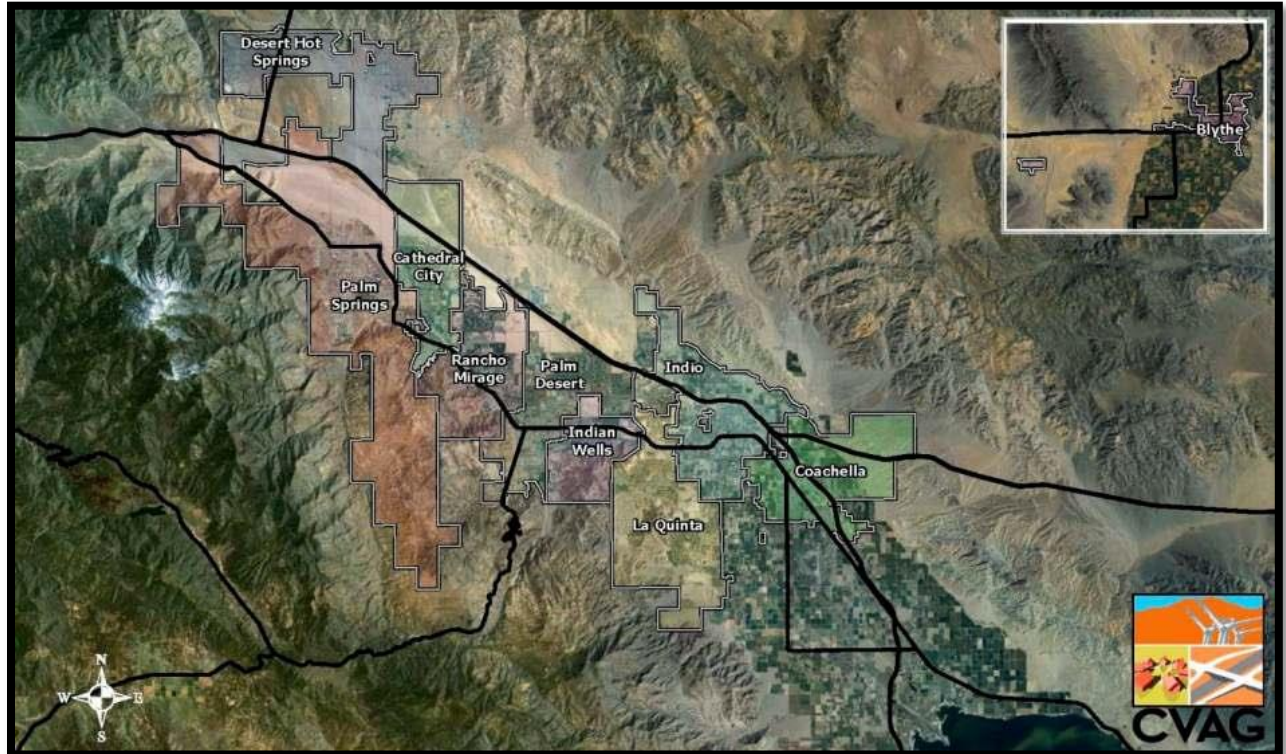 Desert Hot
Springs
Blythe
Cathedral
City
Palm
Springs
Rancho
Mirage
Palm
Desert
Indio
Indian
Wells
Coachella
La Quinta
N
W
E
S
CVAG